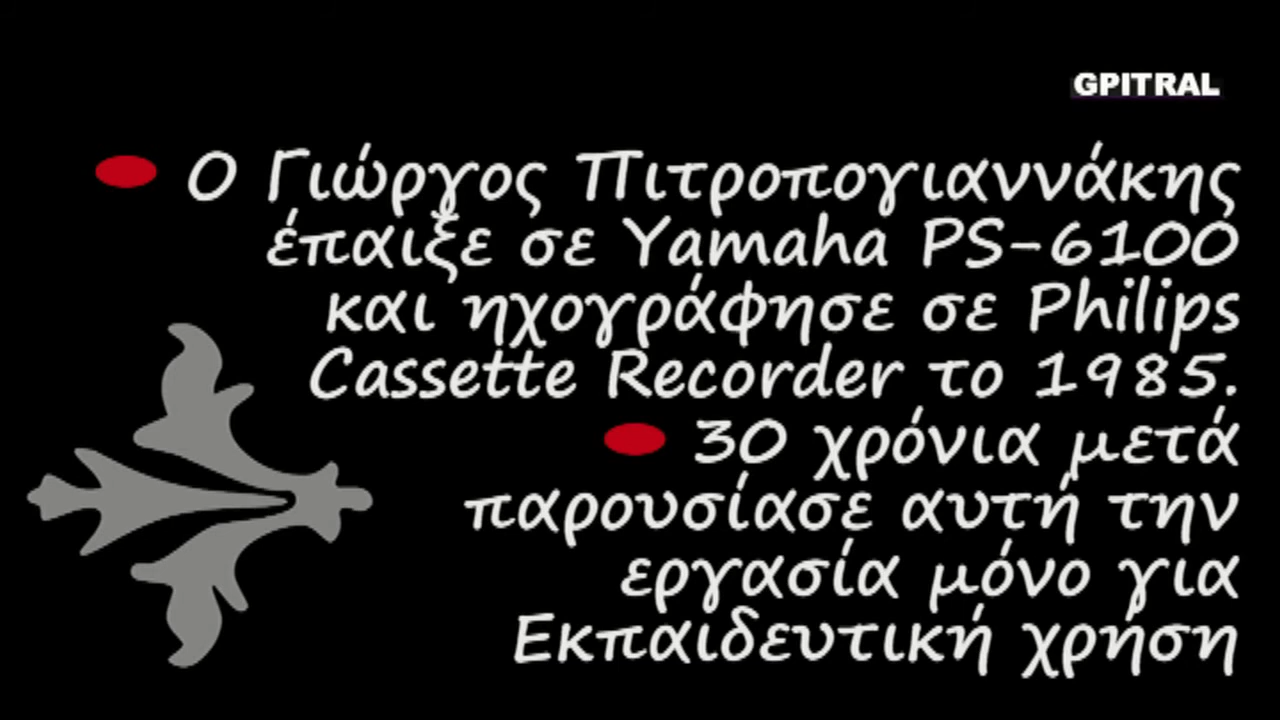 GPITRAL
Ο Γιώργος Πιτροπογιαννάκης
έπαιξε σε Yamaha PS-6100
και ηχογράφησε σε Philips
Cassette Recorder το 1985.
30 χρόνια μετά
παρουσίασε αυτή την
εργασία μόνο για
Εκπαιδευτική χρήση